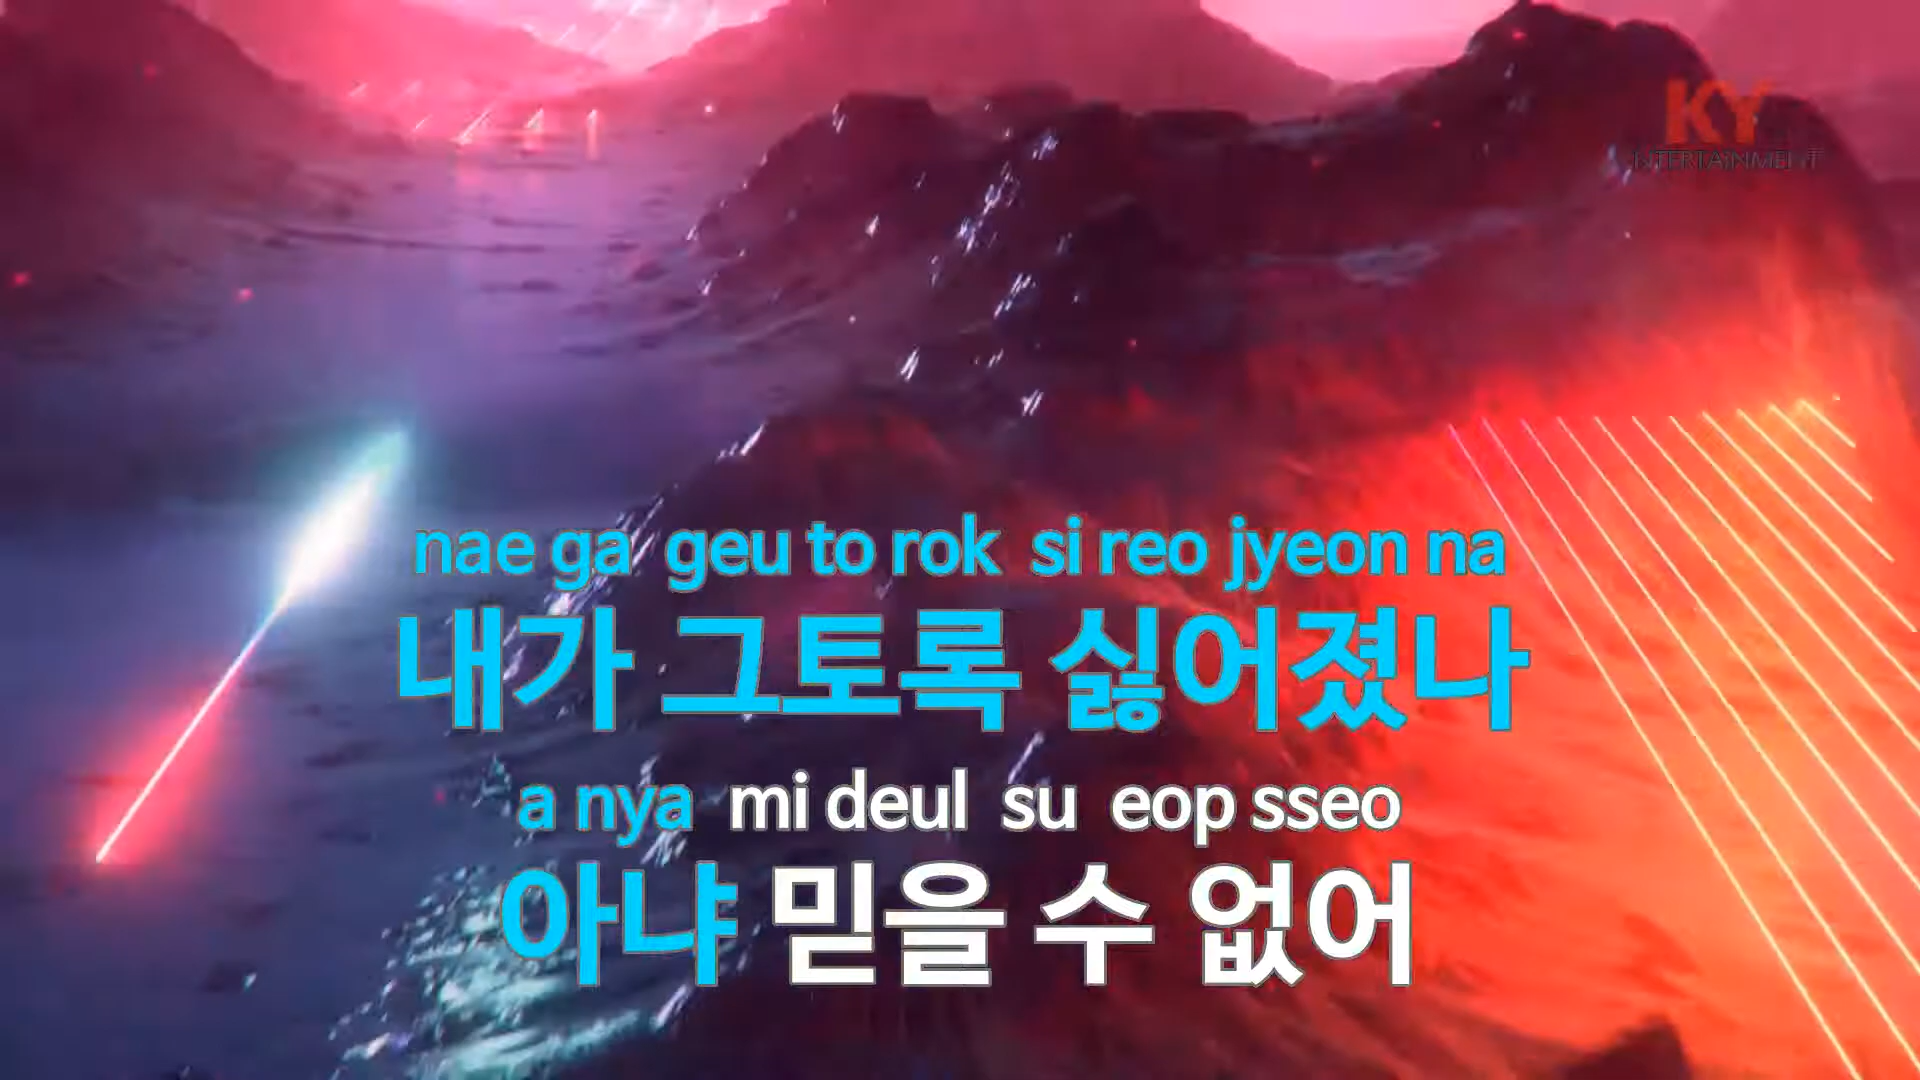 KY
ENTERTAINMENT
nae ga geu to rok si reo jyeon na
내가 그토록 싫어졌나
a nya mi deul su eop sseo
아냐 믿을 수 없어